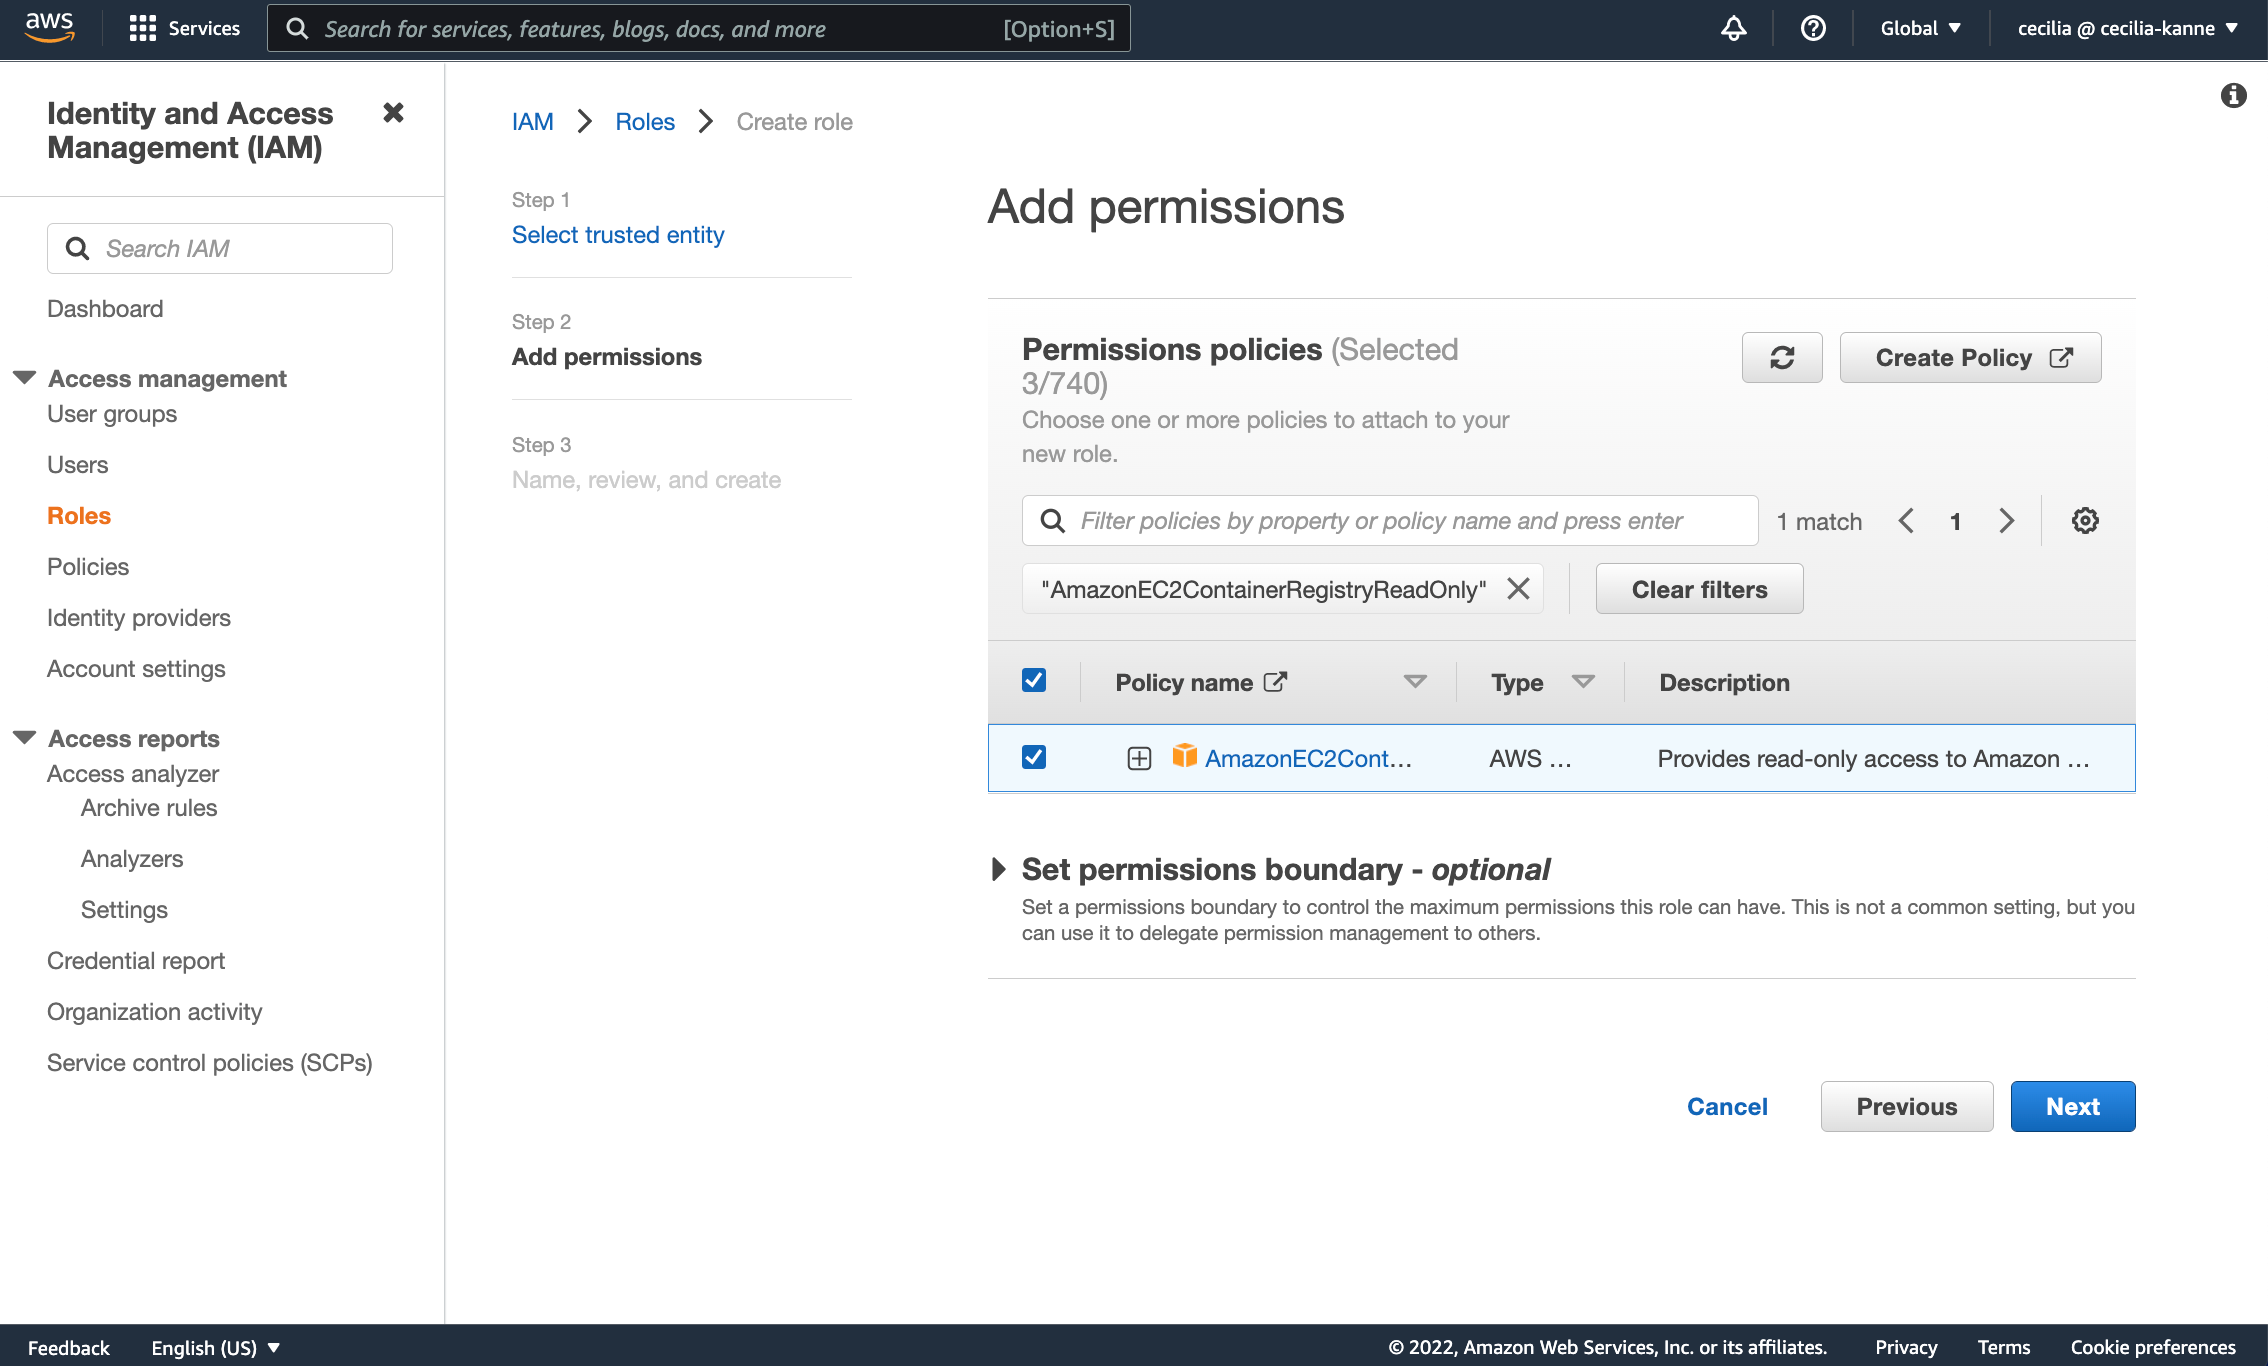 aws
Services
Search for services, features, blogs, docs, and more
[Option+S]
Global
cecilia @ cecilia-kanne
Identity and Access
Management (IAM)
Search IAM
Dashboard
Access management
User groups
Users
Roles
Policies
Identity providers
Account settings
Access reports
Access analyzer
Archive rules
Analyzers
Settings
Credential report
Organization activity
Service control policies (SCPs)
IAM
Roles
Create role
Step 1
Select trusted entity
Step 2
Add permissions
Step 3
Name, review, and create
Add permissions
Permissions policies (Selected
3/740)
Choose one or more policies to attach to your
new role.
Create Policy
Filter policies by property or policy name and press enter
1 match
1
"AmazonEC2ContainerRegistryReadOnly"
Clear filters
Policy name
Type
Description
AmazonEC2Cont...
AWS ...
Provides read-only access to Amazon ...
Set permissions boundary - optional
Set a permissions boundary to control the maximum permissions this role can have. This is not a common setting, but you
can use it to delegate permission management to others.
Cancel
Previous
Next
Feedback
English (US)
© 2022, Amazon Web Services, Inc. or its affiliates.
Privacy
Terms
Cookie preferences